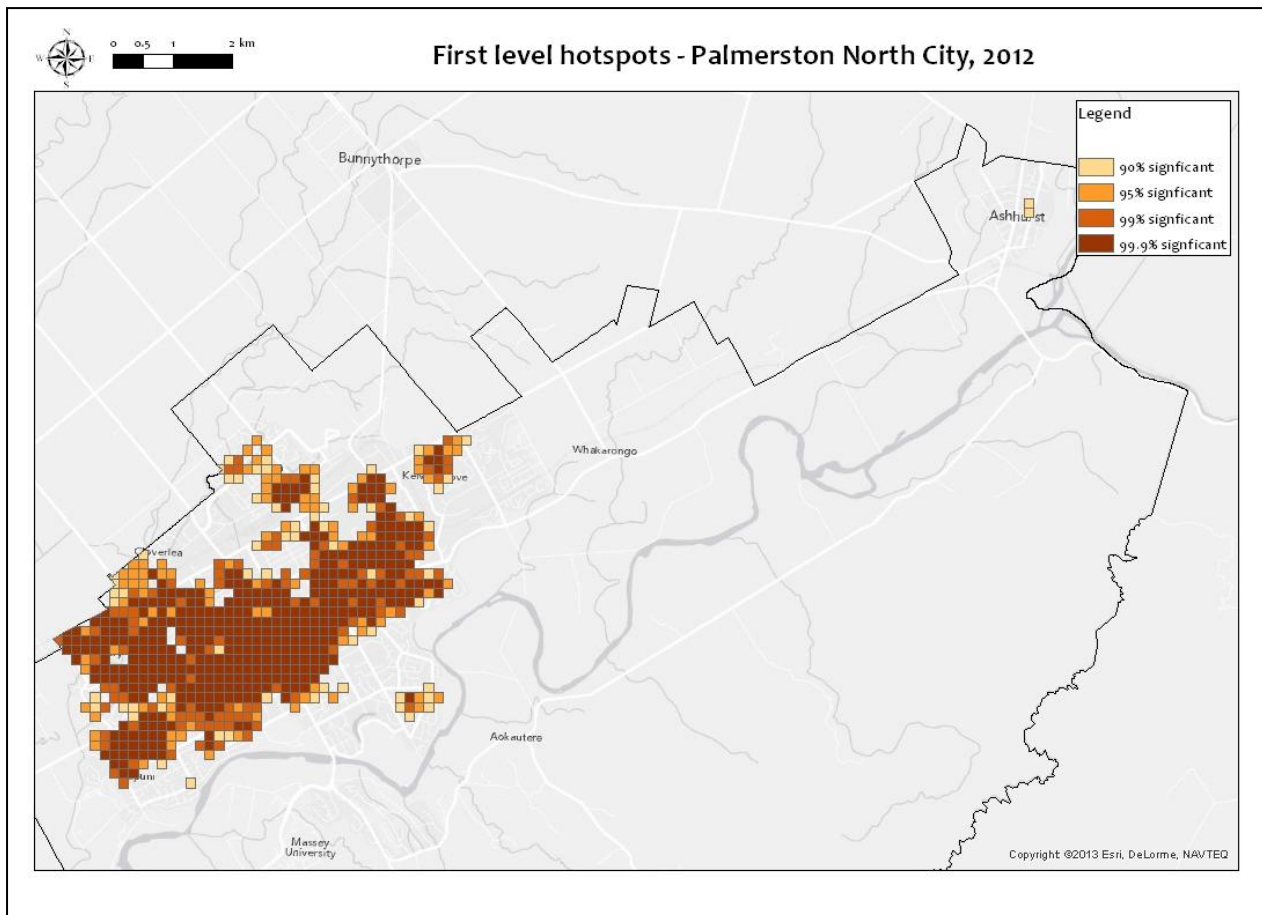 N
W E
S
0 0.5 1 2 km
First level hotspots - Palmerston North City, 2012
Legend
90% signficant
95% signficant
99% signficant
99.9% signficant
Bunnythorpe
Ashhurst
Whakarongo
Aokautere
Massey
University
Copyright ©2013 Esri, DeLorme, NAVTEQ